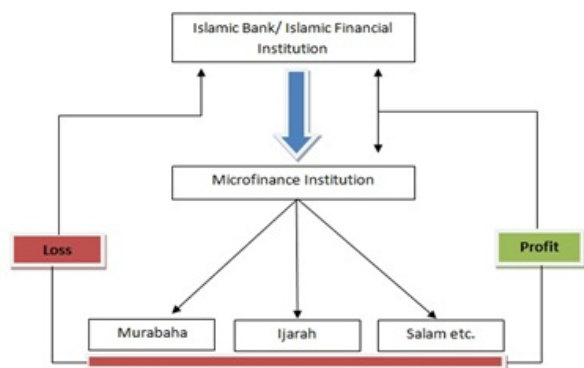 Islamic Bank/ Islamic Financial
Institution
Microfinance Institution
Loss
Profit
Murabaha
Ijarah
Salam etc.